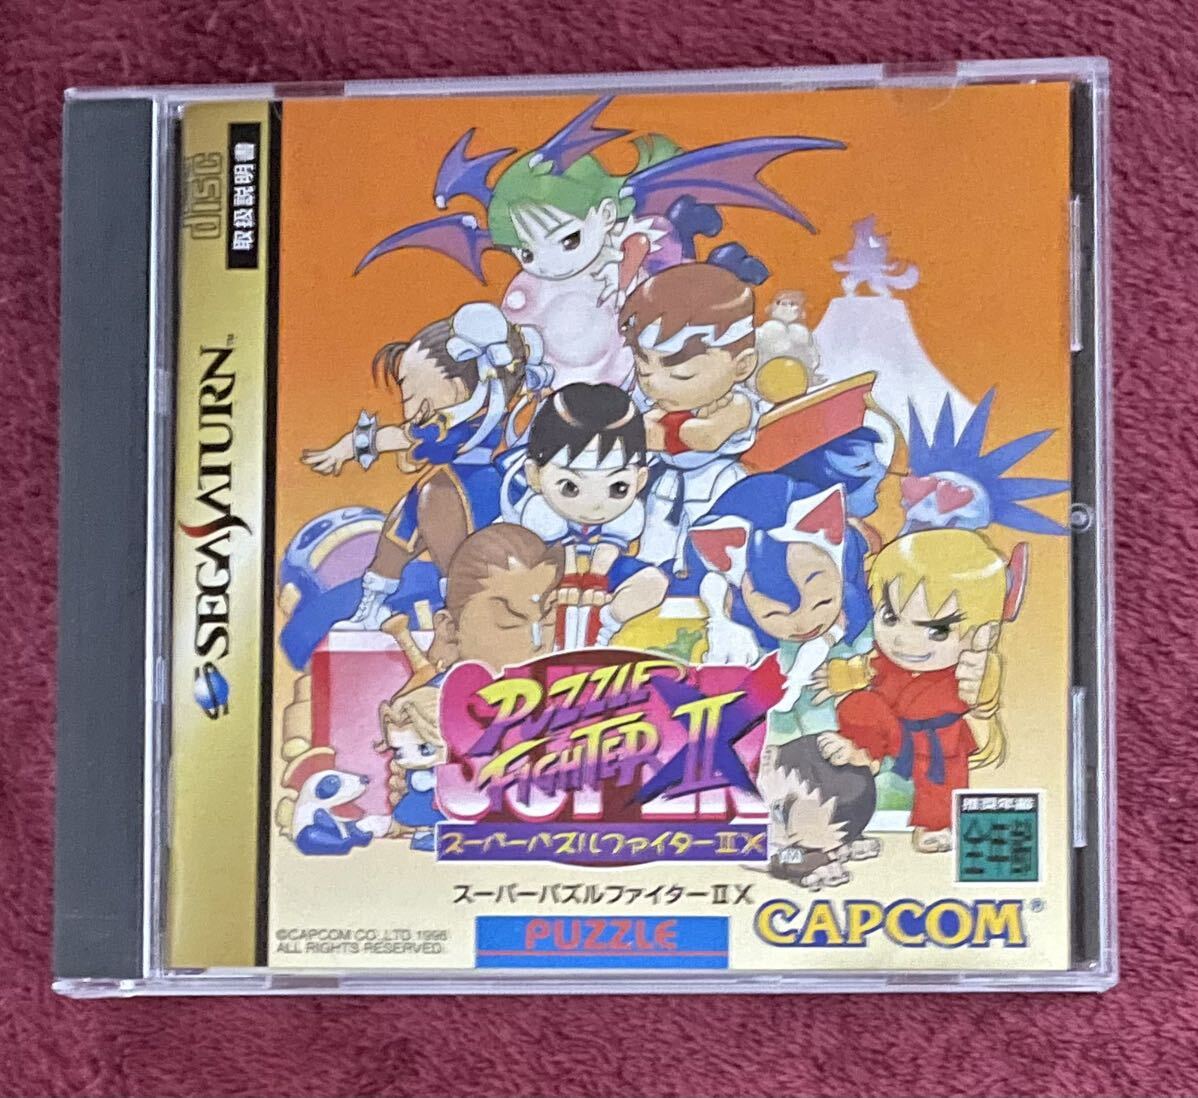 disc
取扱説明書
SEGA SATURN™
SUPER
PUZZLE
FIGHTER II X
スーパーパズルファイターⅡX
スーパーパズルファイターⅡX
PUZZLE
©CAPCOM CO.,LTD. 1996
ALL RIGHTS RESERVED.
CAPCOM®
推奨年齢